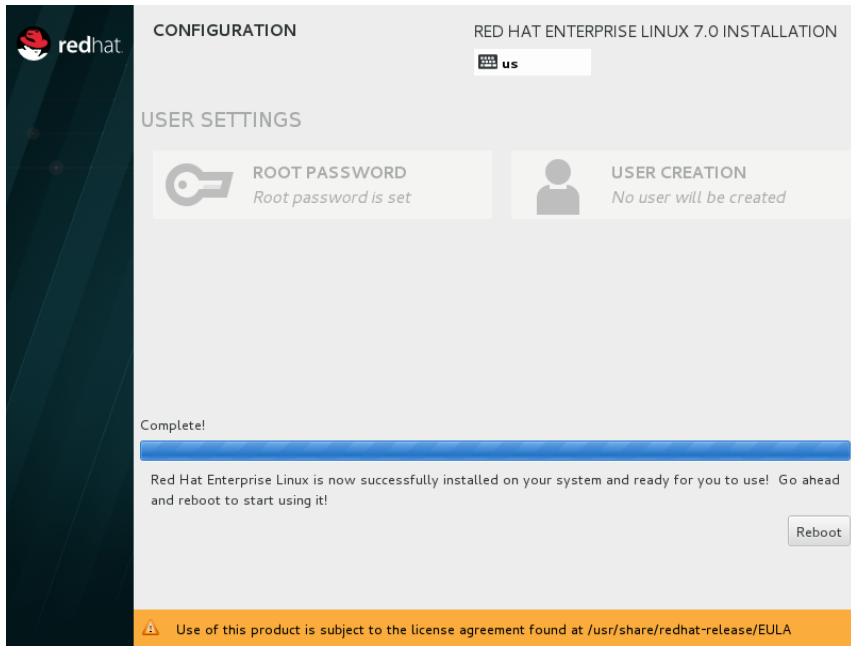 redhat.
CONFIGURATION
RED HAT ENTERPRISE LINUX 7.0 INSTALLATION
us
USER SETTINGS
ROOT PASSWORD
Root password is set
USER CREATION
No user will be created
Complete!
Red Hat Enterprise Linux is now successfully installed on your system and ready for you to use!  Go ahead
and reboot to start using it!
Reboot
Use of this product is subject to the license agreement found at /usr/share/redhat-release/EULA